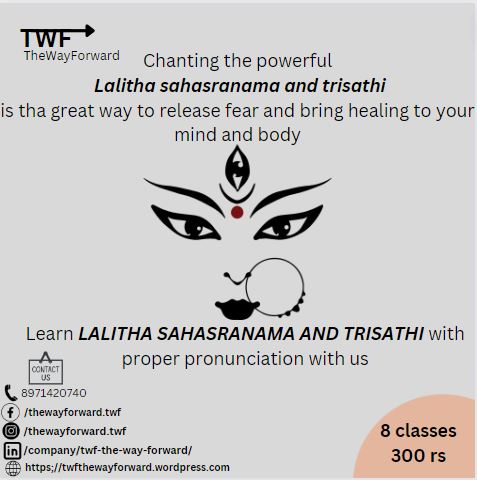 TWF
TheWayForward
Chanting the powerful
Lalitha sahasranama and trisathi
is tha great way to release fear and bring healing to your
mind and body
Learn LALITHA SAHASRANAMA AND TRISATHI with
proper pronunciation with us
CONTACT
US
8971420740
/thewayforward.twf
/thewayforward.twf
in /company/twf-the-way-forward/
https://twfthewayforward.wordpress.com
8 classes
300 rs